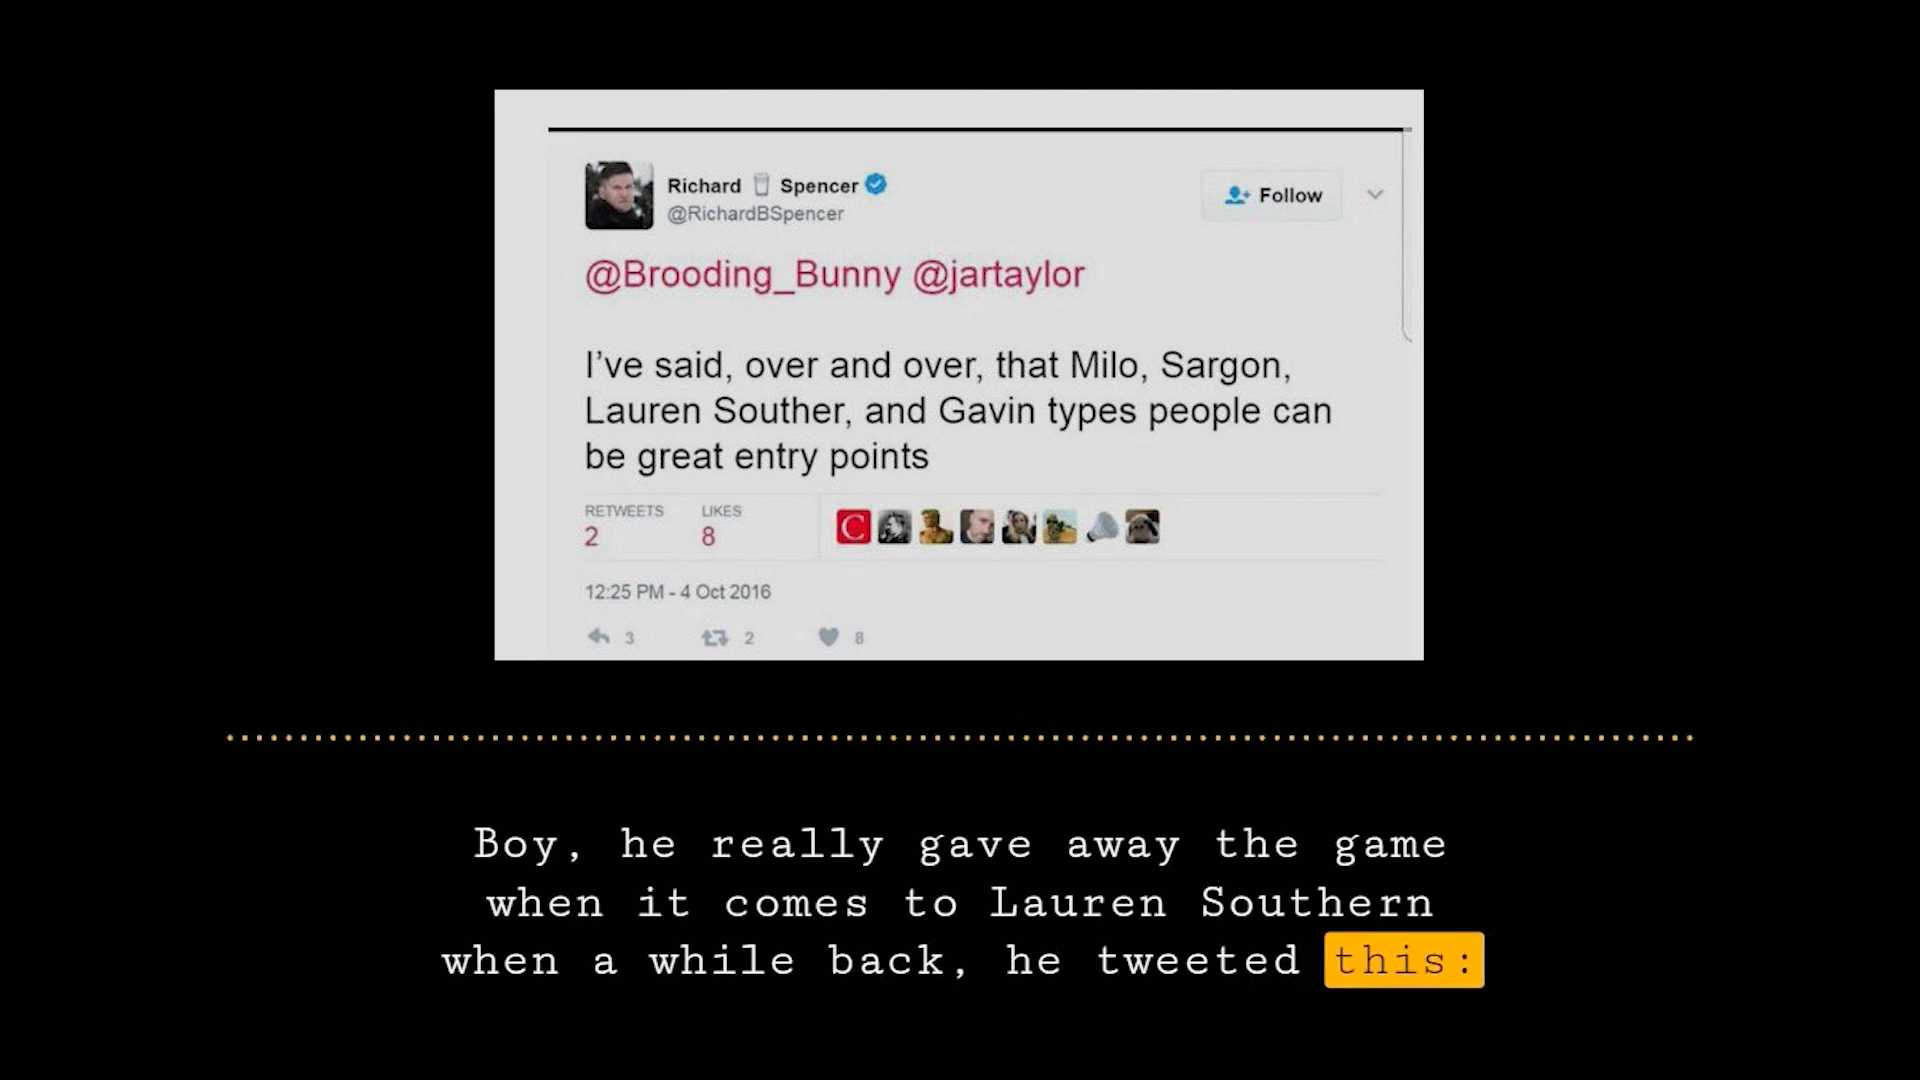 Richard Spencer
@RichardBSpencer
Follow
@Brooding_Bunny @jartaylor
I've said, over and over, that Milo, Sargon,
Lauren Souther, and Gavin types people can
be great entry points
RETWEETS LIKES
2 8
C
12:25 PM - 4 Oct 2016
3 2 8
Boy, he really gave away the game
when it comes to Lauren Southern
when a while back, he tweeted this: